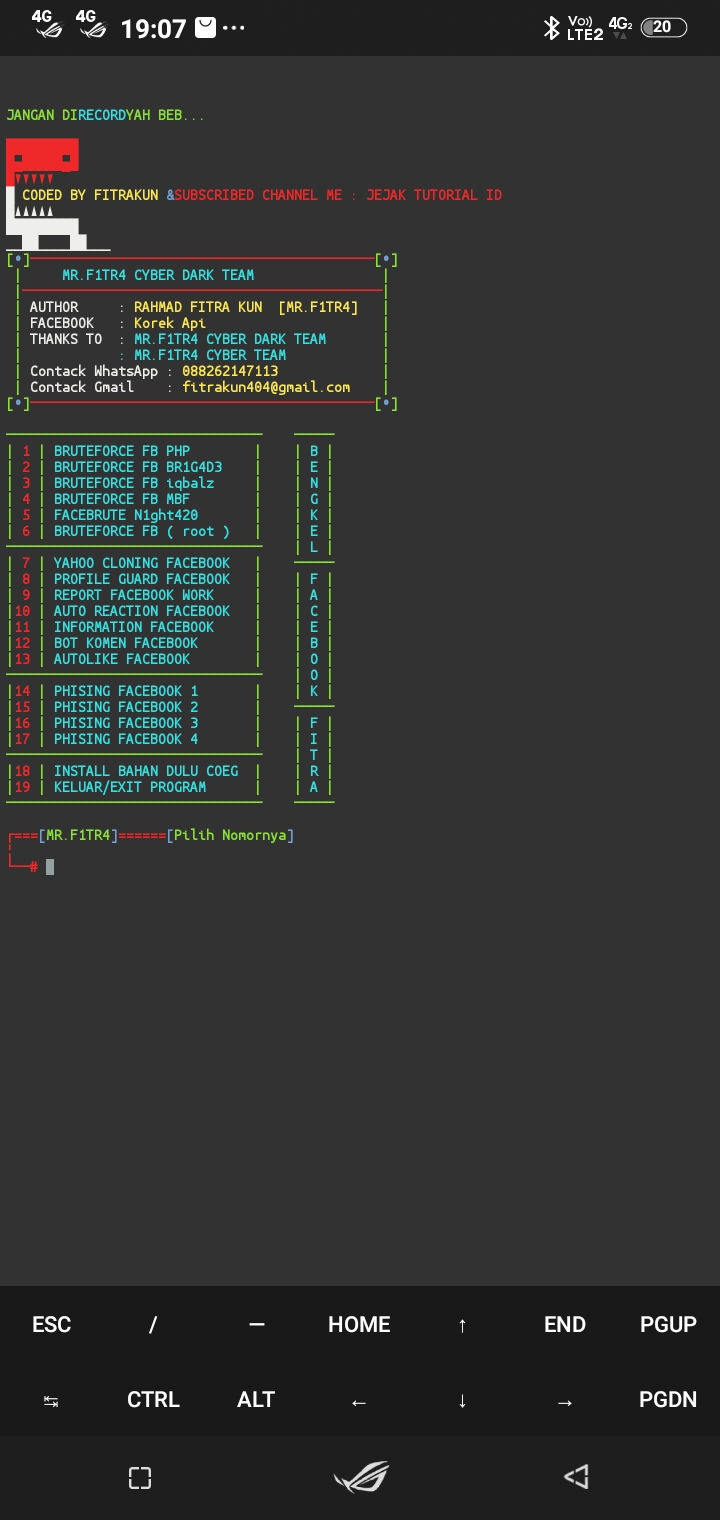 4G 4G 19:07 ... Vo)) LTE2 4G2 20
JANGAN DIRECORDYAH BEB...
CODED BY FITRAKUN &SUBSCRIBED CHANNEL ME : JEJAK TUTORIAL ID
MR.F1TR4 CYBER DARK TEAM
AUTHOR : RAHMAD FITRA KUN [MR.F1TR4]
FACEBOOK : Korek Api
THANKS TO : MR.F1TR4 CYBER DARK TEAM
: MR.F1TR4 CYBER TEAM
Contack WhatsApp : 088262147113
Contack Gmail : fitrakun404@gmail.com
1 | BRUTEFORCE FB PHP
2 | BRUTEFORCE FB BR1G4D3
3 | BRUTEFORCE FB iqbalz
4 | BRUTEFORCE FB MBF
5 | FACEBRUTE N1ght420
6 | BRUTEFORCE FB ( root )
7 | YAHOO CLONING FACEBOOK
8 | PROFILE GUARD FACEBOOK
9 | REPORT FACEBOOK WORK
10 | AUTO REACTION FACEBOOK
11 | INFORMATION FACEBOOK
12 | BOT KOMEN FACEBOOK
13 | AUTOLIKE FACEBOOK
14 | PHISING FACEBOOK 1
15 | PHISING FACEBOOK 2
16 | PHISING FACEBOOK 3
17 | PHISING FACEBOOK 4
18 | INSTALL BAHAN DULU COEG
19 | KELUAR/EXIT PROGRAM
BENGKEL
FACEBOOK
FITRA
===[MR.F1TR4]======[Pilih Nomornya]
#
ESC / — HOME ↑ END PGUP
↹ CTRL ALT ← ↓ → PGDN